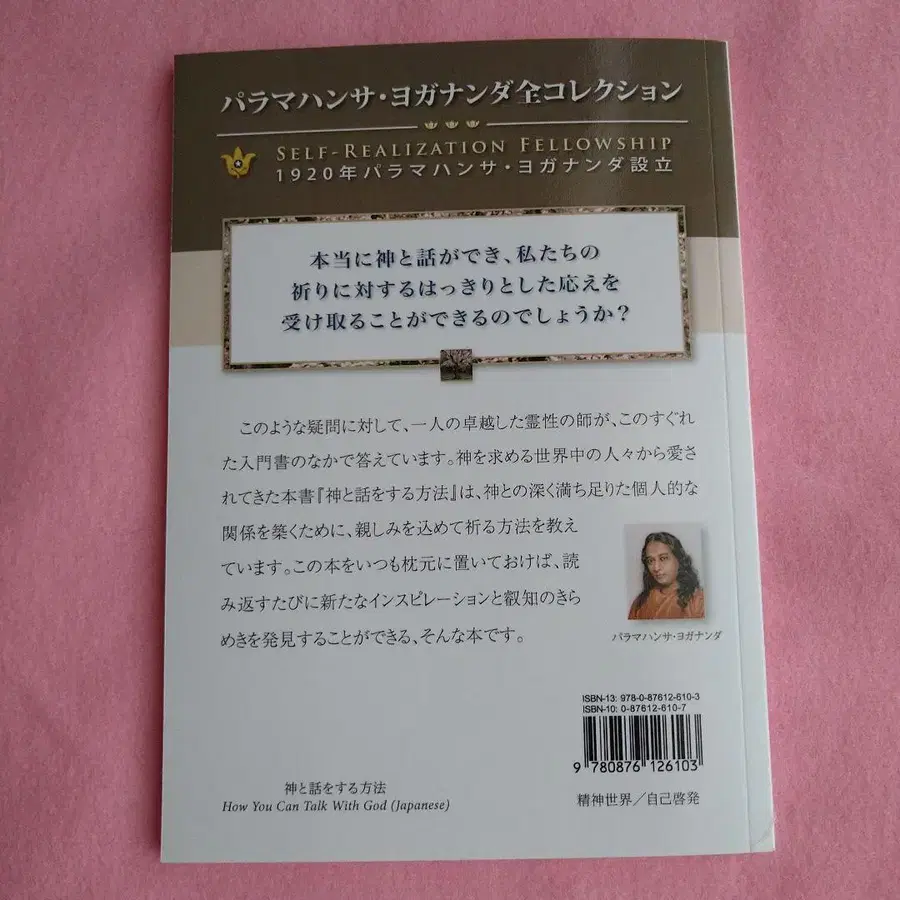 パラマハンサ・ヨガナンダ全コレクション
SELF-REALIZATION FELLOWSHIP
1920年パラマハンサ・ヨガナンダ設立
本当に神と話ができ、私たちの
祈りに対するはっきりとした応えを
受け取ることができるのでしょうか？
このような疑問に対して、一人の卓越した霊性の師が、このすぐれ
た入門書のなかで答えています。神を求める世界中の人々から愛さ
れてきた本書『神と話をする方法』は、神との深く満ち足りた個人的な
関係を築くために、親しみを込めて祈る方法を教え
ています。この本をいつも枕元に置いておけば、読
み返すたびに新たなインスピレーションと叡知のきら
めきを発見することができる、そんな本です。
パラマハンサ・ヨガナンダ
ISBN-13: 978-0-87612-610-3
ISBN-10: 0-87612-610-7
9 780876 126103
神と話をする方法
How You Can Talk With God (Japanese)
精神世界／自己啓発